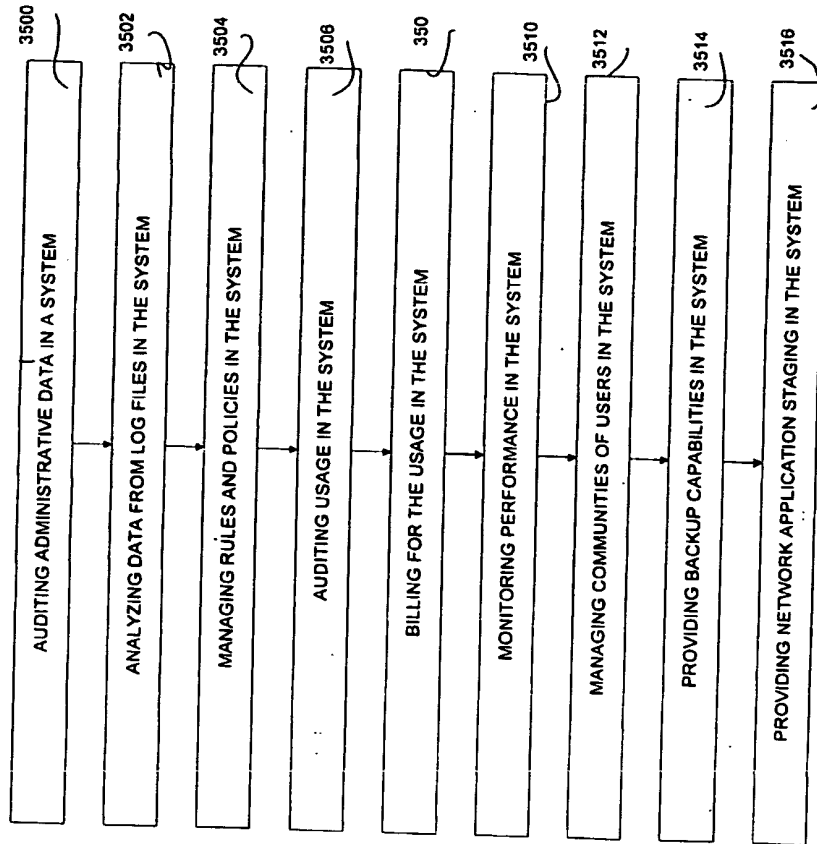 3500
AUDITING ADMINISTRATIVE DATA IN A SYSTEM
3502
ANALYZING DATA FROM LOG FILES IN THE SYSTEM
3504
MANAGING RULES AND POLICIES IN THE SYSTEM
3506
AUDITING USAGE IN THE SYSTEM
350
BILLING FOR THE USAGE IN THE SYSTEM
3510
MONITORING PERFORMANCE IN THE SYSTEM
3512
MANAGING COMMUNITIES OF USERS IN THE SYSTEM
3514
PROVIDING BACKUP CAPABILITIES IN THE SYSTEM
3516
PROVIDING NETWORK APPLICATION STAGING IN THE SYSTEM